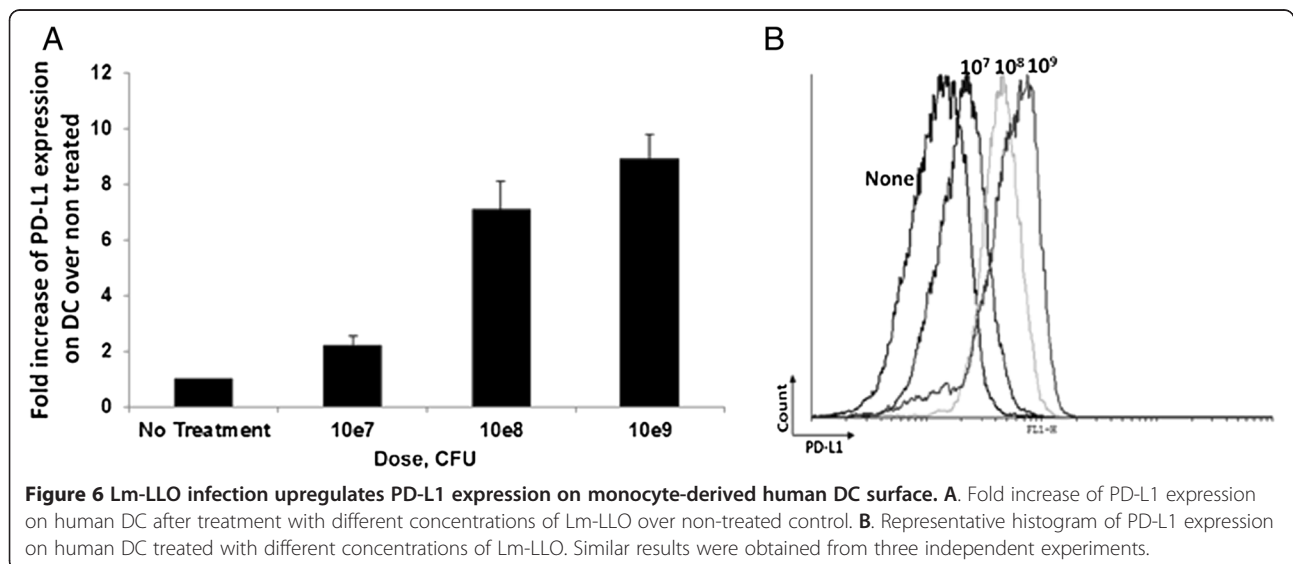 A
12
10
8
6
4
2
0
Fold increase of PD-L1 expression
on DC over non treated
No Treatment 10e7 10e8 10e9
Dose, CFU
B
10⁷ 10⁸ 10⁹
None
Count
PD-L1
FL1-H
Figure 6 Lm-LLO infection upregulates PD-L1 expression on monocyte-derived human DC surface. A. Fold increase of PD-L1 expression
on human DC after treatment with different concentrations of Lm-LLO over non-treated control. B. Representative histogram of PD-L1 expression
on human DC treated with different concentrations of Lm-LLO. Similar results were obtained from three independent experiments.